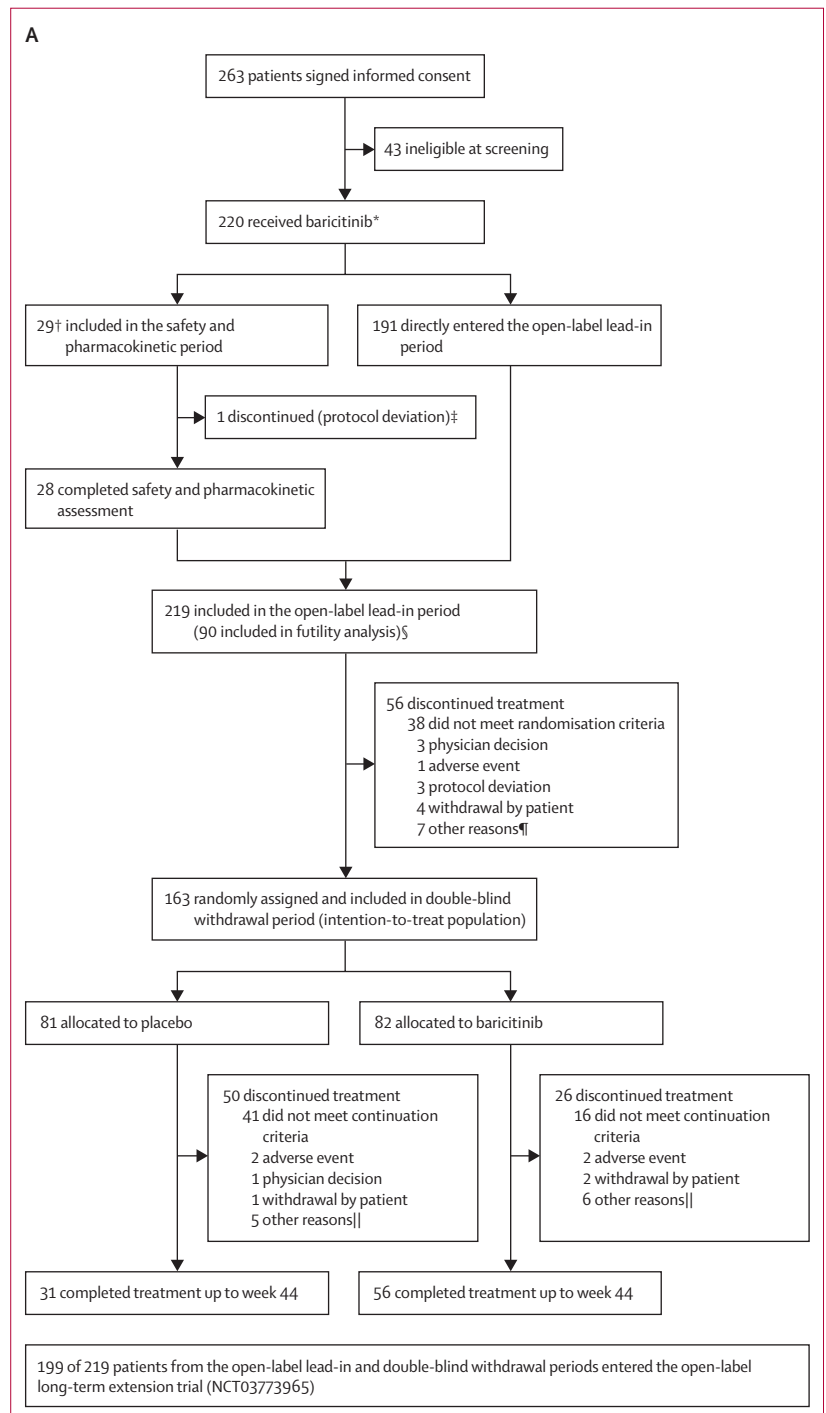 A
263 patients signed informed consent
43 ineligible at screening
220 received baricitinib*
29† included in the safety and
pharmacokinetic period
191 directly entered the open-label lead-in
period
1 discontinued (protocol deviation)‡
28 completed safety and pharmacokinetic
assessment
219 included in the open-label lead-in period
(90 included in futility analysis)§
56 discontinued treatment
38 did not meet randomisation criteria
3 physician decision
1 adverse event
3 protocol deviation
4 withdrawal by patient
7 other reasons¶
163 randomly assigned and included in double-blind
withdrawal period (intention-to-treat population)
81 allocated to placebo
82 allocated to baricitinib
50 discontinued treatment
41 did not meet continuation
criteria
2 adverse event
1 physician decision
1 withdrawal by patient
5 other reasons||
26 discontinued treatment
16 did not meet continuation
criteria
2 adverse event
2 withdrawal by patient
6 other reasons||
31 completed treatment up to week 44
56 completed treatment up to week 44
199 of 219 patients from the open-label lead-in and double-blind withdrawal periods entered the open-label
long-term extension trial (NCT03773965)